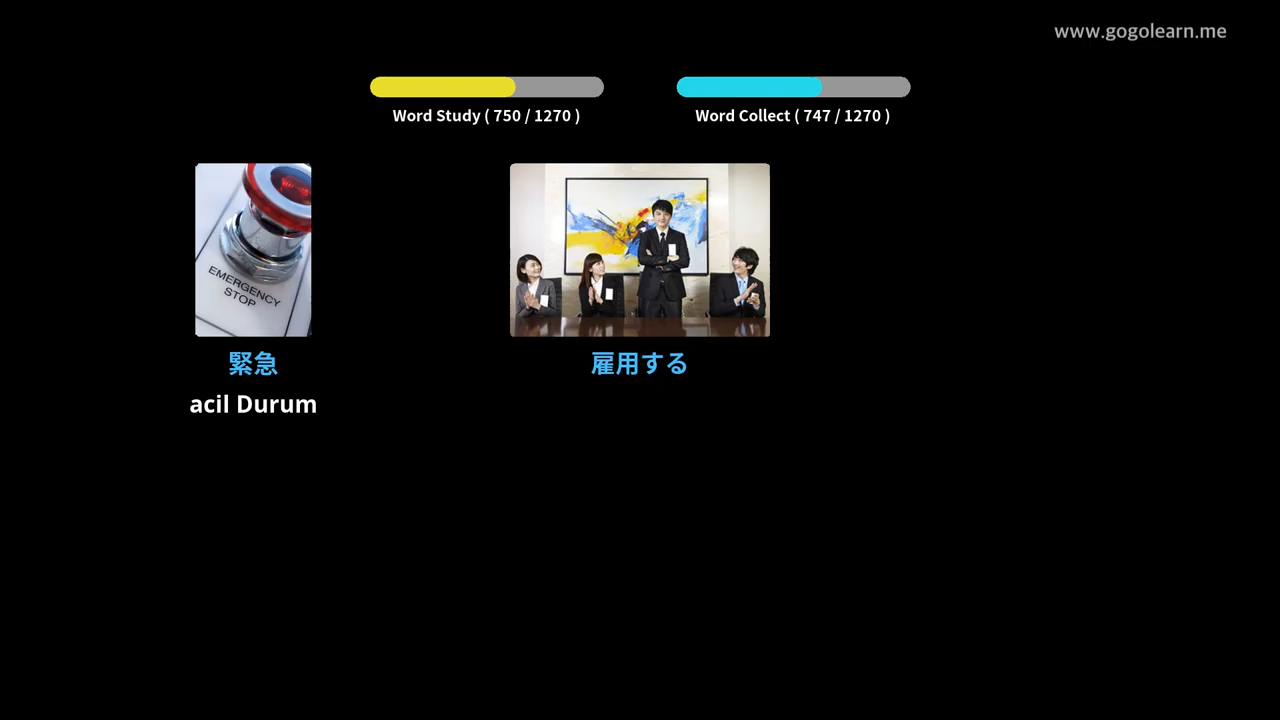 www.gogolearn.me
Word Study ( 750 / 1270 )
Word Collect ( 747 / 1270 )
EMERGENCY
STOP
緊急
雇用する
acil Durum